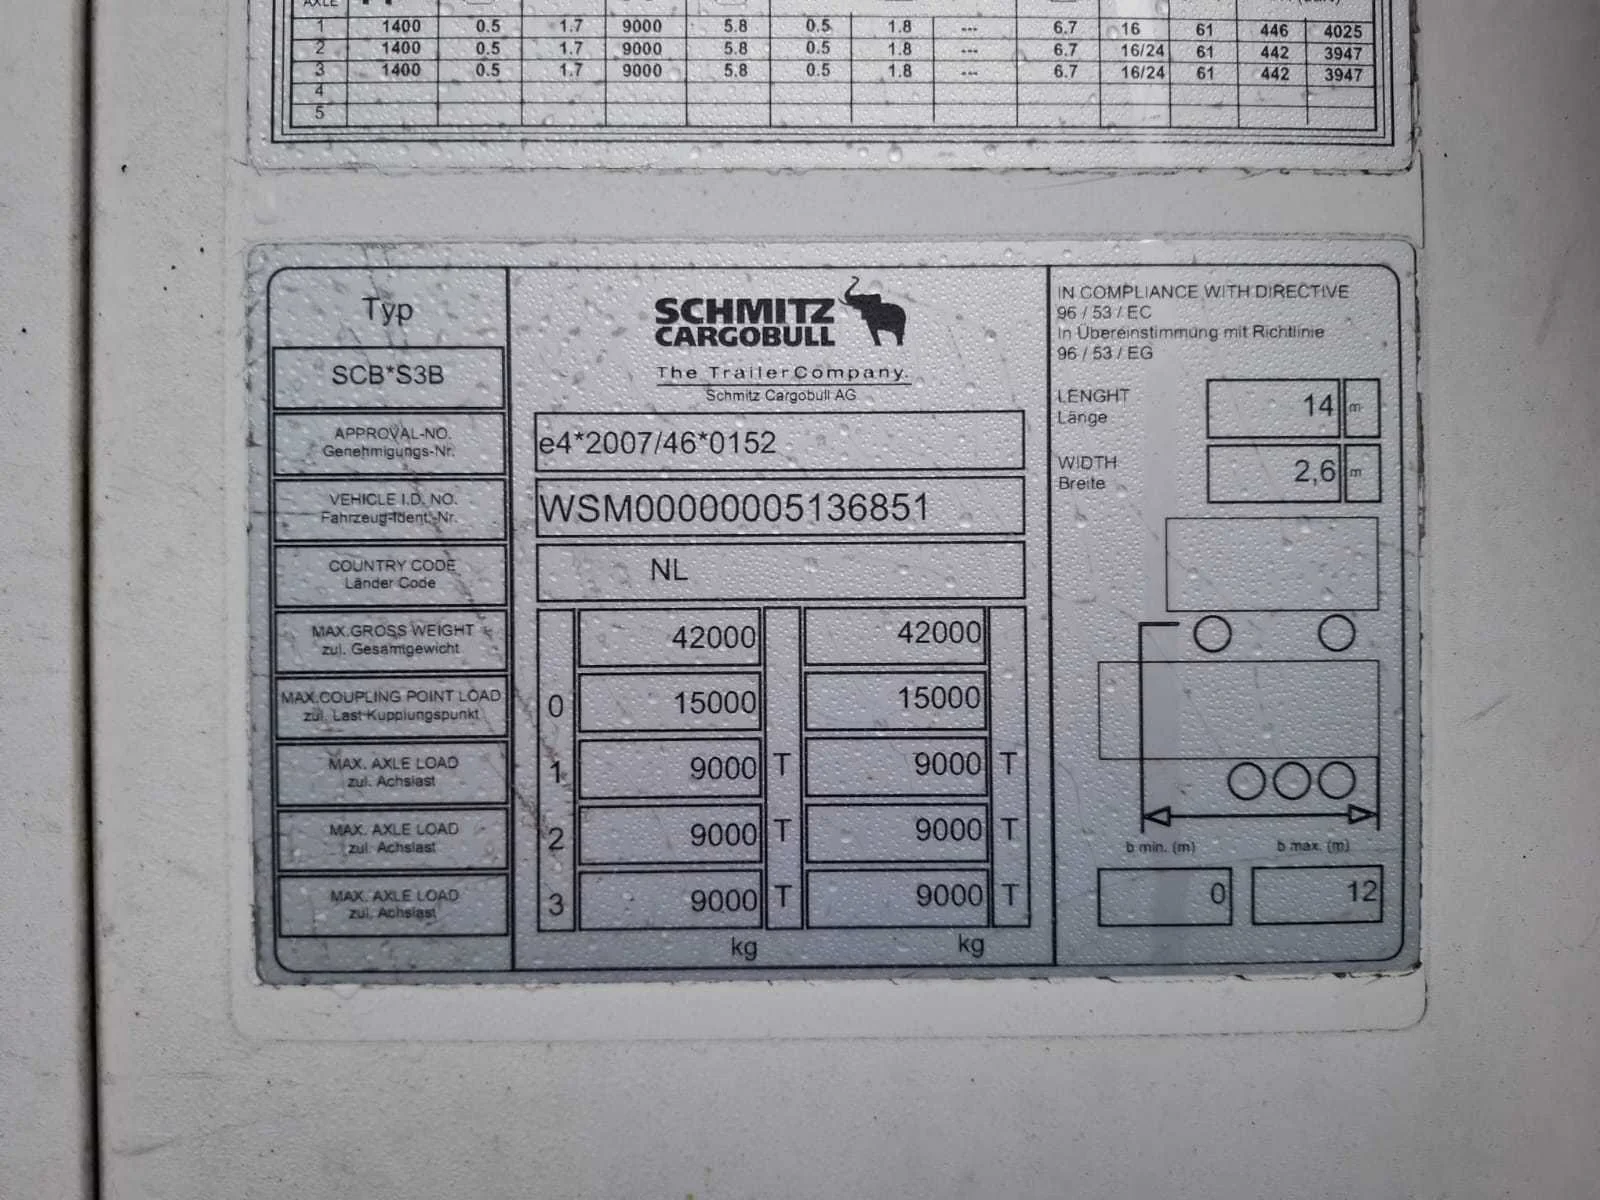 AXLE
1 1400 0.5 1.7 9000 5.8 0.5 1.8 --- 6.7 16 61 446 4025
2 1400 0.5 1.7 9000 5.8 0.5 1.8 --- 6.7 16/24 61 442 3947
3 1400 0.5 1.7 9000 5.8 0.5 1.8 --- 6.7 16/24 61 442 3947
4
5
Typ
SCB*S3B
SCHMITZ
CARGOBULL
The Trailer Company.
Schmitz Cargobull AG
APPROVAL-NO.
Genehmigungs-Nr.
e4*2007/46*0152
VEHICLE I.D. NO.
Fahrzeug-Ident.-Nr.
WSM00000005136851
COUNTRY CODE
Länder Code
NL
MAX.GROSS WEIGHT
zul. Gesamtgewicht
42000 42000
MAX.COUPLING POINT LOAD
zul. Last Kupplungspunkt
0 15000 15000
MAX. AXLE LOAD
zul. Achslast
1 9000 T 9000 T
MAX. AXLE LOAD
zul. Achslast
2 9000 T 9000 T
MAX. AXLE LOAD
zul. Achslast
3 9000 T 9000 T
kg kg
IN COMPLIANCE WITH DIRECTIVE
96 / 53 / EC
In Übereinstimmung mit Richtlinie
96 / 53 / EG
LENGHT
Länge
14 m
WIDTH
Breite
2,6 m
b min. (m) b max. (m)
0 12